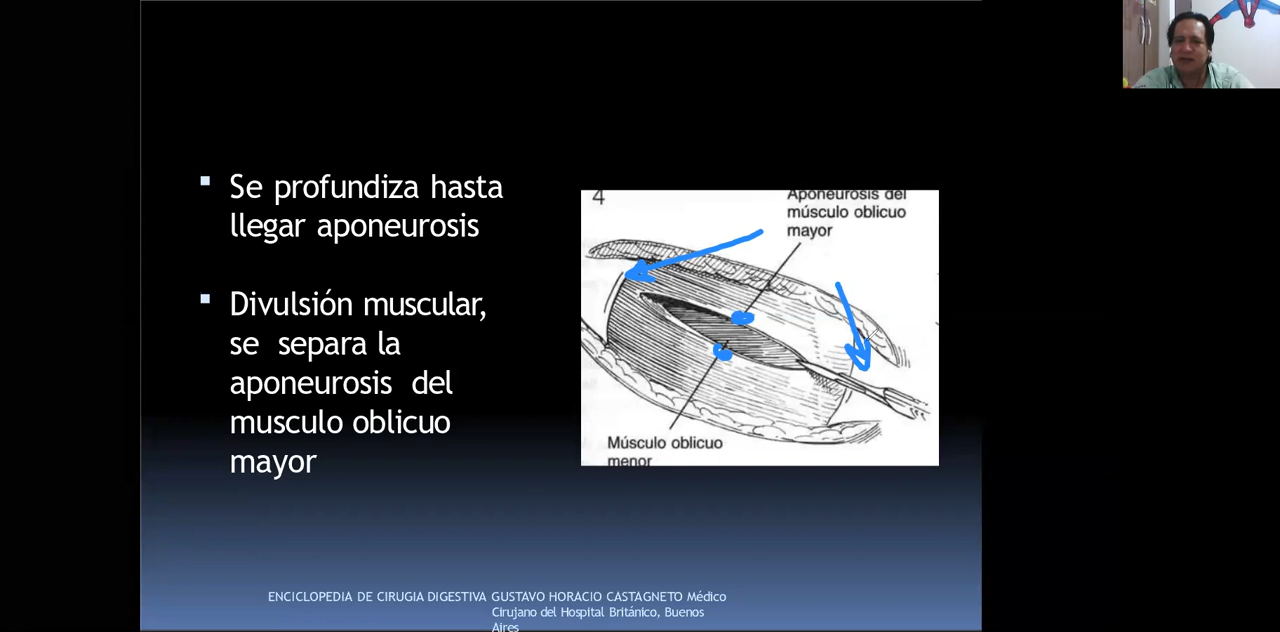 Se profundiza hasta
llegar aponeurosis
Divulsión muscular,
se separa la
aponeurosis del
musculo oblicuo
mayor
4
Aponeurosis del
músculo oblicuo
mayor
Músculo oblicuo
menor
ENCICLOPEDIA DE CIRUGIA DIGESTIVA GUSTAVO HORACIO CASTAGNETO Médico
Cirujano del Hospital Británico, Buenos
Aires